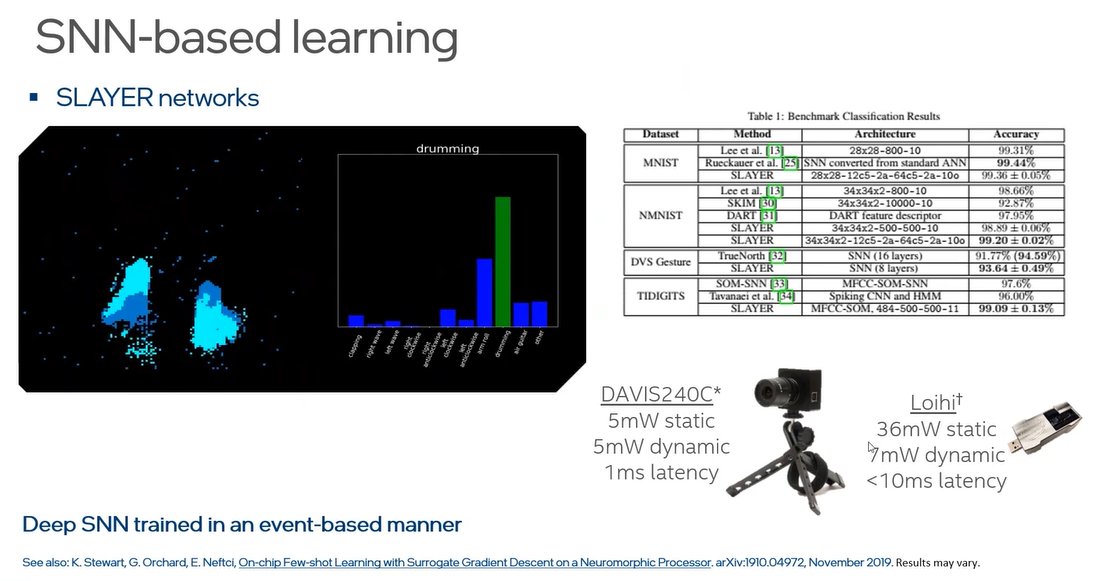 SNN-based learning
▪ SLAYER networks
drumming
clapping
right wave
left wave
right clockwise
right anticlockwise
left clockwise
left anticlockwise
arm roll
drumming
air guitar
other
Table 1: Benchmark Classification Results
Dataset Method Architecture Accuracy
MNIST
Lee et al. [13] 28x28-800-10 99.31%
Rueckauer et al. [25] SNN converted from standard ANN 99.44%
SLAYER 28x28-12c5-2a-64c5-2a-10o 99.36 ± 0.05%
NMNIST
Lee et al. [13] 34x34x2-800-10 98.66%
SKIM [30] 34x34x2-10000-10 92.87%
DART [31] DART feature descriptor 97.95%
SLAYER 34x34x2-500-500-10 98.89 ± 0.06%
SLAYER 34x34x2-12c5-2a-64c5-2a-10o 99.20 ± 0.02%
DVS Gesture
TrueNorth [32] SNN (16 layers) 91.77% (94.59%)
SLAYER SNN (8 layers) 93.64 ± 0.49%
TIDIGITS
SOM-SNN [33] MFCC-SOM-SNN 97.6%
Tavanaei et al. [34] Spiking CNN and HMM 96.00%
SLAYER MFCC-SOM, 484-500-500-11 99.09 ± 0.13%
DAVIS240C*
5mW static
5mW dynamic
1ms latency
Loihi†
36mW static
7mW dynamic
<10ms latency
Deep SNN trained in an event-based manner
See also: K. Stewart, G. Orchard, E. Neftci, On-chip Few-shot Learning with Surrogate Gradient Descent on a Neuromorphic Processor. arXiv:1910.04972, November 2019. Results may vary.